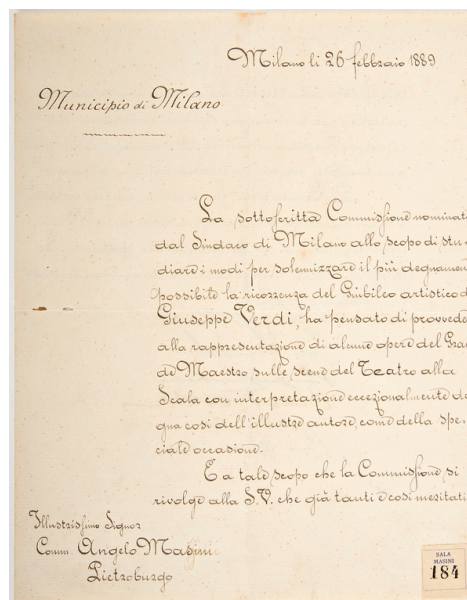 Milano li 26 febbraio 1889
Municipio di Milano
La sottoscritta Commissione nominata
dal Sindaco di Milano allo scopo di stu-
diare i modi per solemnizzare il più degnamente
possibile la ricorrenza del Giubileo artistico d
Giuseppe Verdi, ha pensato di provvede
alla rappresentazione di alcune opere del Gran
de Maestro sulle scene del Teatro alla
Scala con interpretazione eccezionalmente de
gna così dell'illustre autore, come della spe-
ciale occasione.
E a tale scopo che la Commissione si
rivolge alla S.V. che già tanti e così meritati
Illustrissimo Signor
Comm. Angelo Masini
Pietroburgo
SALA
MASINI
184